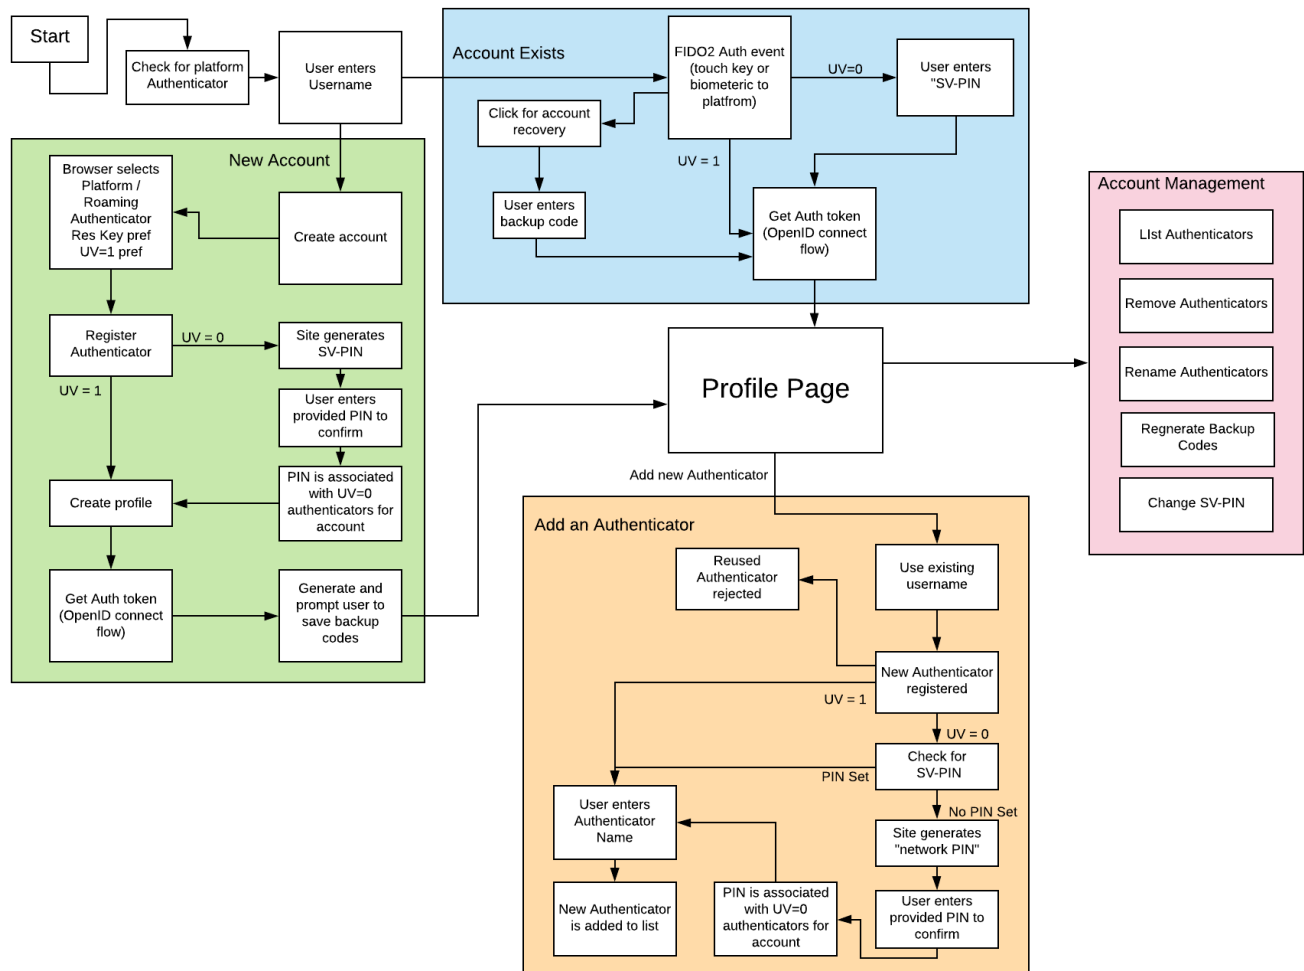 Start
Check for platform
Authenticator
User enters
Username
Account Exists
FIDO2 Auth event
(touch key or
biometeric to
platfrom)
UV=0
User enters
"SV-PIN
Click for account
recovery
UV = 1
User enters
backup code
Get Auth token
(OpenID connect
flow)
New Account
Browser selects
Platform /
Roaming
Authenticator
Res Key pref
UV=1 pref
Create account
Register
Authenticator
UV = 0
Site generates
SV-PIN
UV = 1
User enters
provided PIN to
confirm
PIN is associated
with UV=0
authenticators for
account
Create profile
Get Auth token
(OpenID connect
flow)
Generate and
prompt user to
save backup
codes
Profile Page
Account Management
LIst Authenticators
Remove Authenticators
Rename Authenticators
Regnerate Backup
Codes
Change SV-PIN
Add new Authenticator
Add an Authenticator
Use existing
username
Reused
Authenticator
rejected
New Authenticator
registered
UV = 1
UV = 0
Check for
SV-PIN
PIN Set
No PIN Set
Site generates
"network PIN"
User enters
Authenticator
Name
User enters
provided PIN to
confirm
PIN is associated
with UV=0
authenticators for
account
New Authenticator
is added to list